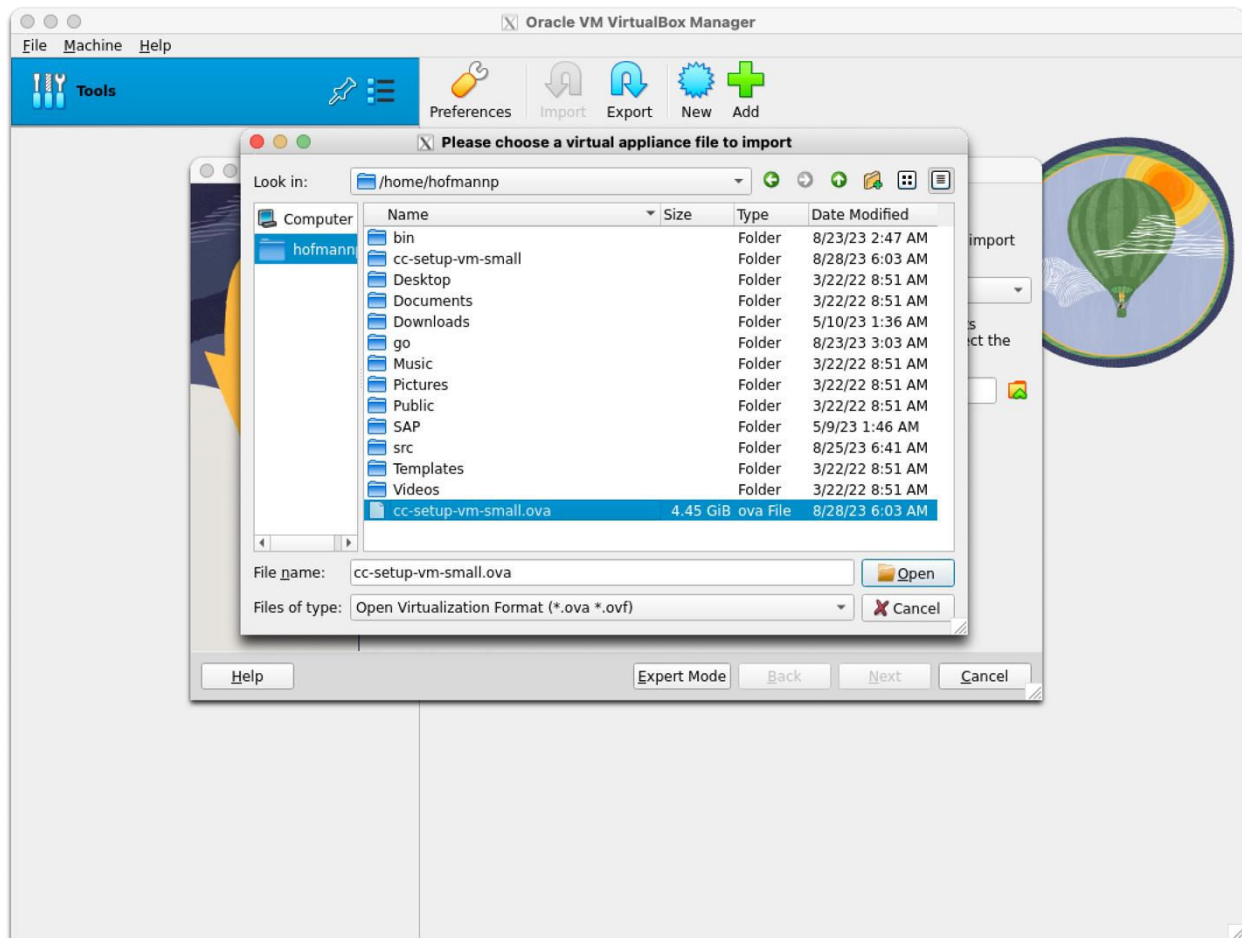 Oracle VM VirtualBox Manager
File Machine Help
Tools
Preferences Import Export New Add
Please choose a virtual appliance file to import
Look in: /home/hofmannp
Computer
hofmann
Name Size Type Date Modified
bin Folder 8/23/23 2:47 AM
cc-setup-vm-small Folder 8/28/23 6:03 AM
Desktop Folder 3/22/22 8:51 AM
Documents Folder 3/22/22 8:51 AM
Downloads Folder 5/10/23 1:36 AM
go Folder 8/23/23 3:03 AM
Music Folder 3/22/22 8:51 AM
Pictures Folder 3/22/22 8:51 AM
Public Folder 3/22/22 8:51 AM
SAP Folder 5/9/23 1:46 AM
src Folder 8/25/23 6:41 AM
Templates Folder 3/22/22 8:51 AM
Videos Folder 3/22/22 8:51 AM
cc-setup-vm-small.ova 4.45 GiB ova File 8/28/23 6:03 AM
import
ect the
File name: cc-setup-vm-small.ova Open
Files of type: Open Virtualization Format (*.ova *.ovf) Cancel
Help Expert Mode Back Next Cancel